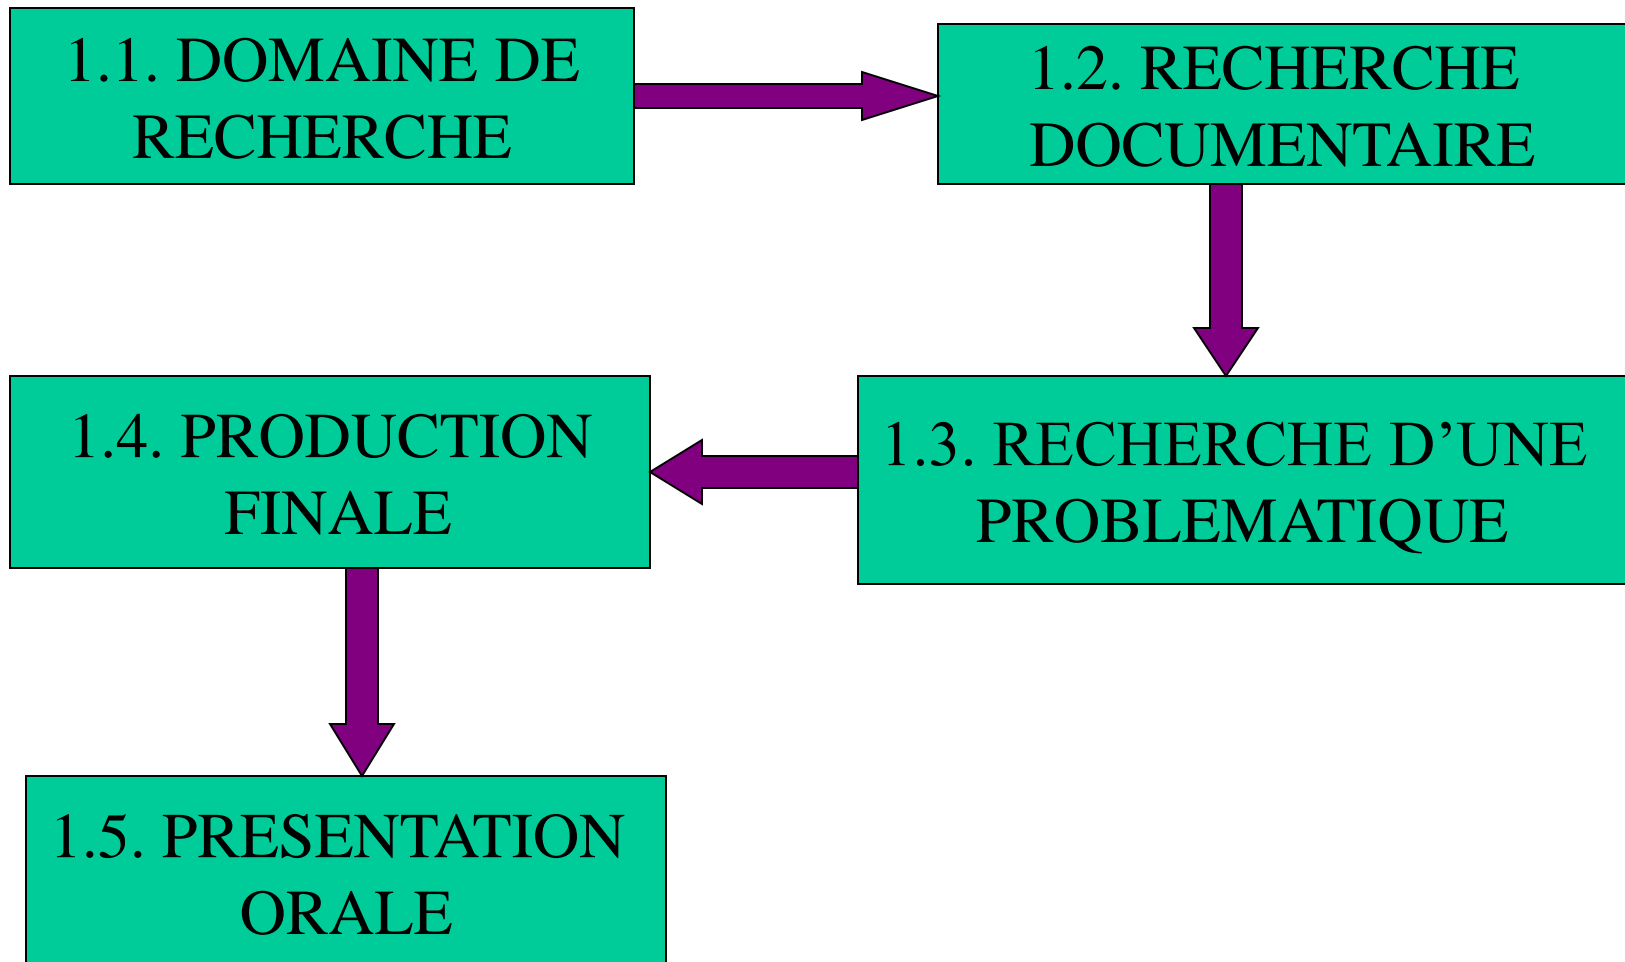 1.1. DOMAINE DE
RECHERCHE
1.2. RECHERCHE
DOCUMENTAIRE
1.3. RECHERCHE D’UNE
PROBLEMATIQUE
1.4. PRODUCTION
FINALE
1.5. PRESENTATION
ORALE